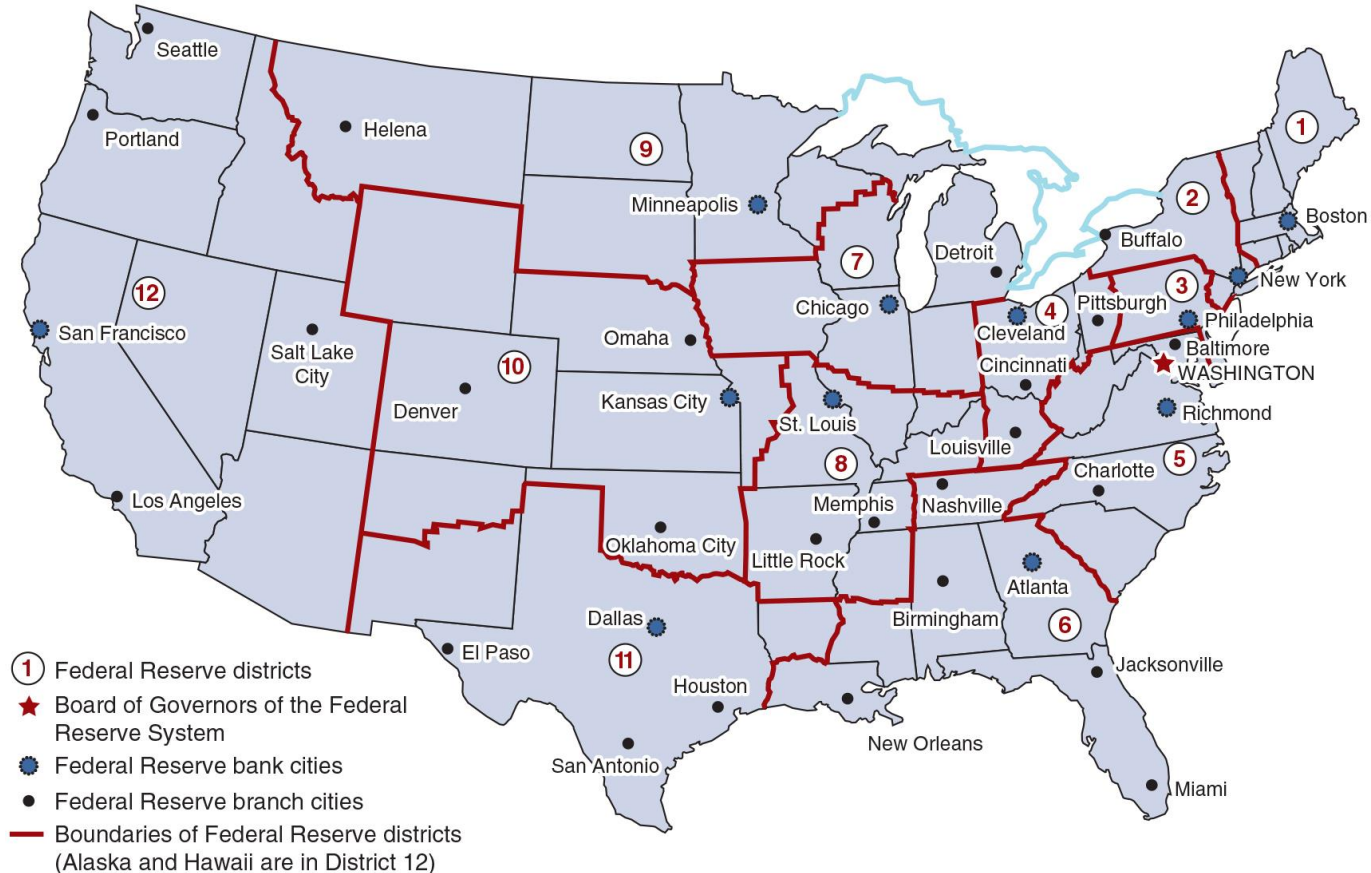 Seattle
Portland
Helena
9
Minneapolis
1
2
Boston
Buffalo
Detroit
7
12
3
New York
Pittsburgh
4
Chicago
Cleveland
Philadelphia
San Francisco
Salt Lake
City
Omaha
Baltimore
Cincinnati
WASHINGTON
10
Denver
Kansas City
St. Louis
Richmond
Louisville
8
5
Charlotte
Los Angeles
Memphis
Nashville
Oklahoma City
Little Rock
Atlanta
Dallas
Birmingham
6
El Paso
11
Jacksonville
Houston
New Orleans
San Antonio
Miami
1 Federal Reserve districts
Board of Governors of the Federal
Reserve System
Federal Reserve bank cities
Federal Reserve branch cities
Boundaries of Federal Reserve districts
(Alaska and Hawaii are in District 12)